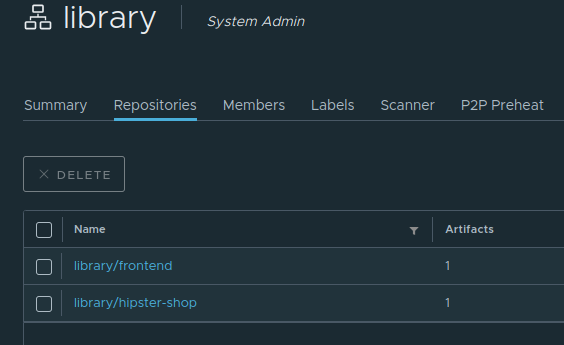 library System Admin
Summary Repositories Members Labels Scanner P2P Preheat
DELETE
Name Artifacts
library/frontend 1
library/hipster-shop 1